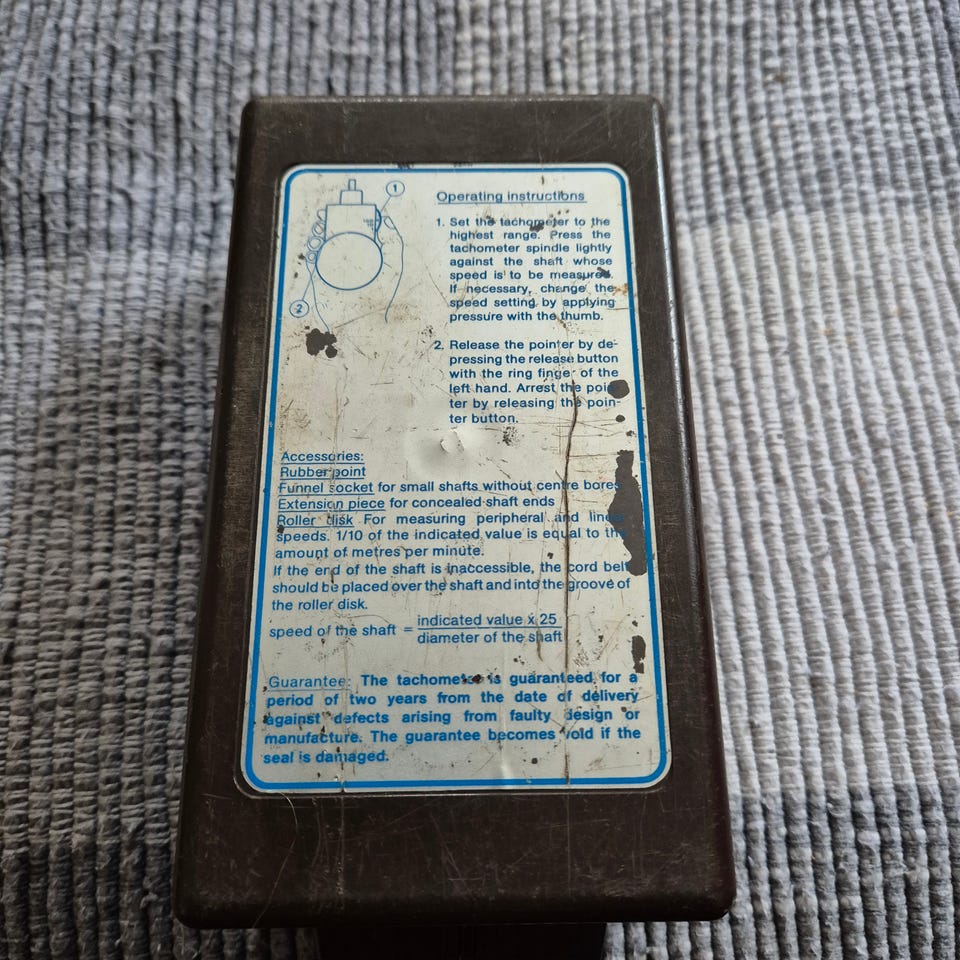 1
2
Operating instructions
1. Set the tachometer to the
highest range. Press the
tachometer spindle lightly
against the shaft whose
speed is to be measured.
If necessary, change the
speed setting by applying
pressure with the thumb.
2. Release the pointer by de-
pressing the release button
with the ring finger of the
left hand. Arrest the poin-
ter by releasing the poin-
ter button.
Accessories:
Rubber point
Funnel socket for small shafts without centre bores
Extension piece for concealed shaft ends
Roller disk For measuring peripheral and linear
speeds. 1/10 of the indicated value is equal to the
amount of metres per minute.
If the end of the shaft is inaccessible, the cord belt
should be placed over the shaft and into the groove of
the roller disk.
speed of the shaft = indicated value x 25
diameter of the shaft
Guarantee: The tachometer is guaranteed for a
period of two years from the date of delivery
against defects arising from faulty design or
manufacture. The guarantee becomes void if the
seal is damaged.